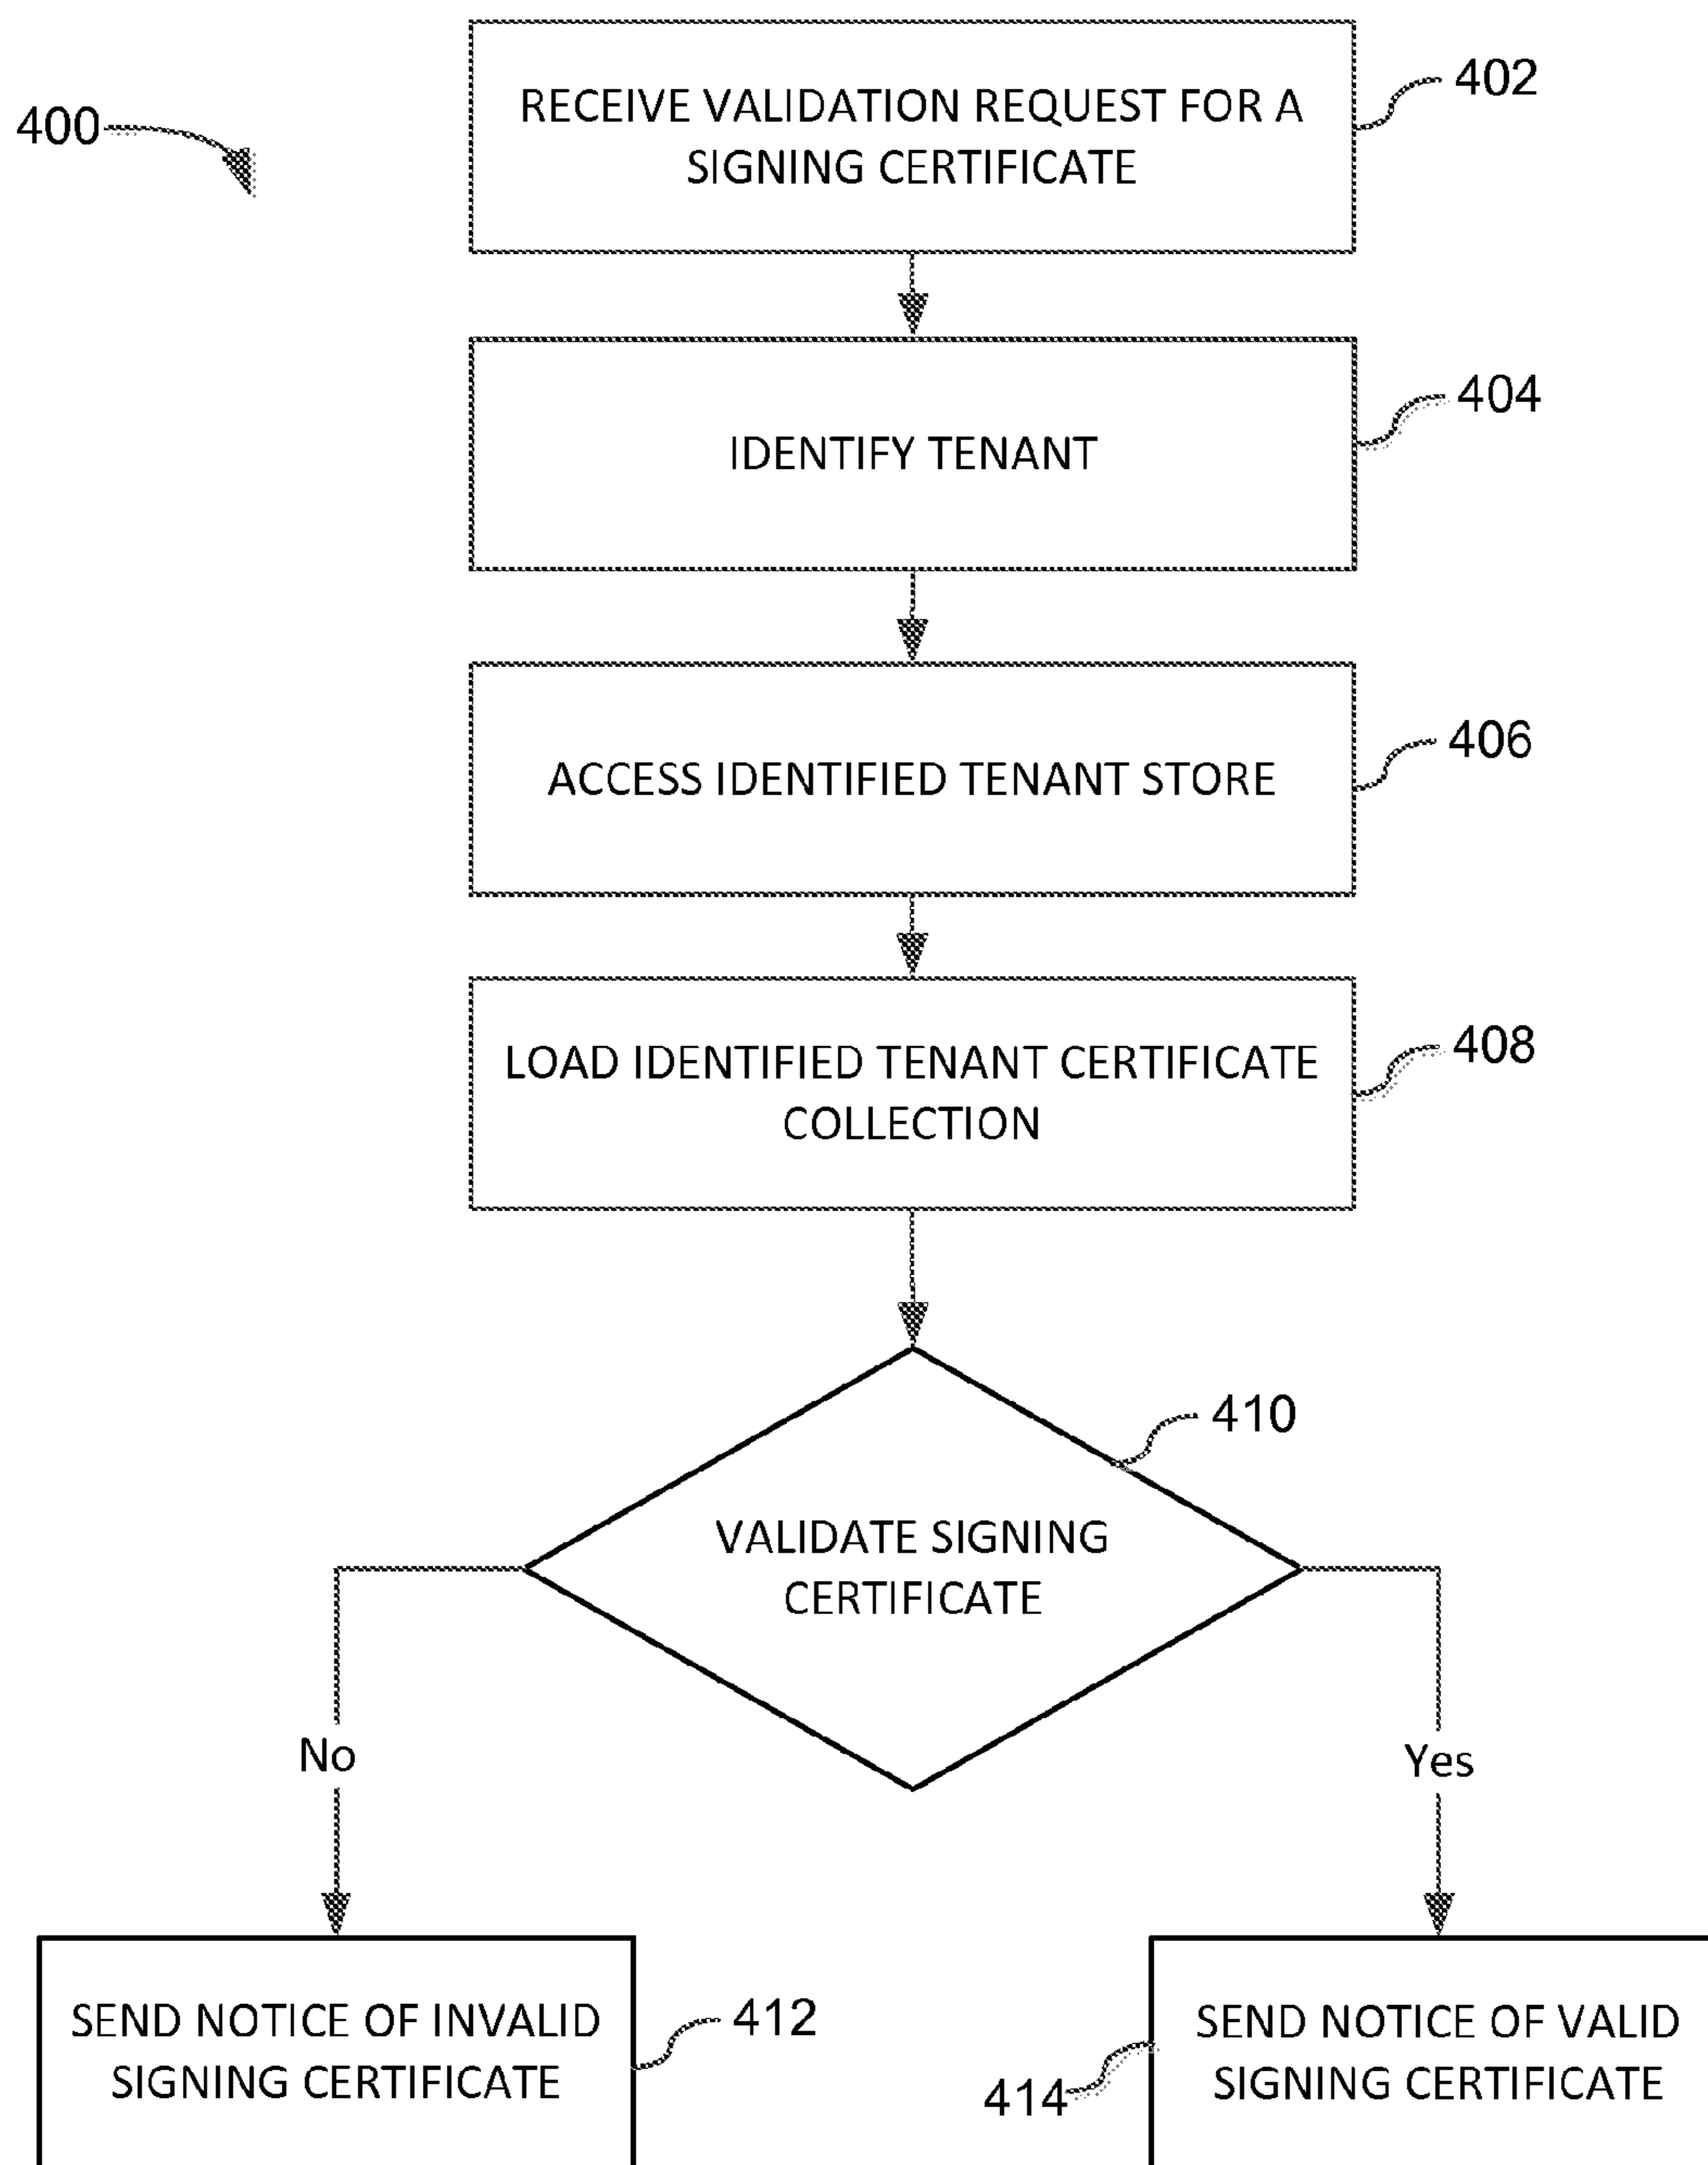 400
RECEIVE VALIDATION REQUEST FOR A
SIGNING CERTIFICATE
402
IDENTIFY TENANT
404
ACCESS IDENTIFIED TENANT STORE
406
LOAD IDENTIFIED TENANT CERTIFICATE
COLLECTION
408
VALIDATE SIGNING
CERTIFICATE
410
No
Yes
SEND NOTICE OF INVALID
SIGNING CERTIFICATE
412
SEND NOTICE OF VALID
SIGNING CERTIFICATE
414